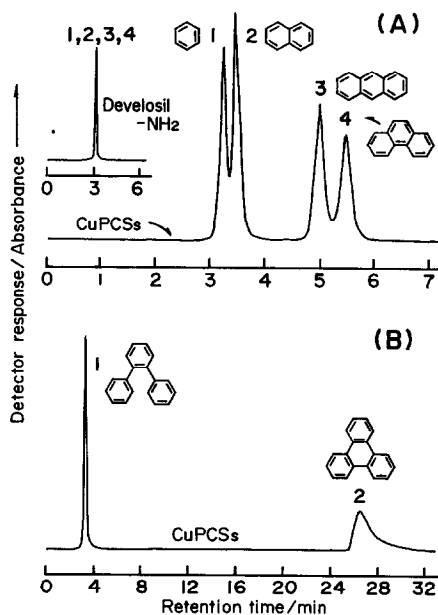 (A)
1,2,3,4
1
2
3
4
Develosil
-NH2
0 3 6
CuPCSs
0 1 2 3 4 5 6 7
Detector response/Absorbance
(B)
1
2
CuPCSs
0 4 8 12 16 20 24 28 32
Retention time/min